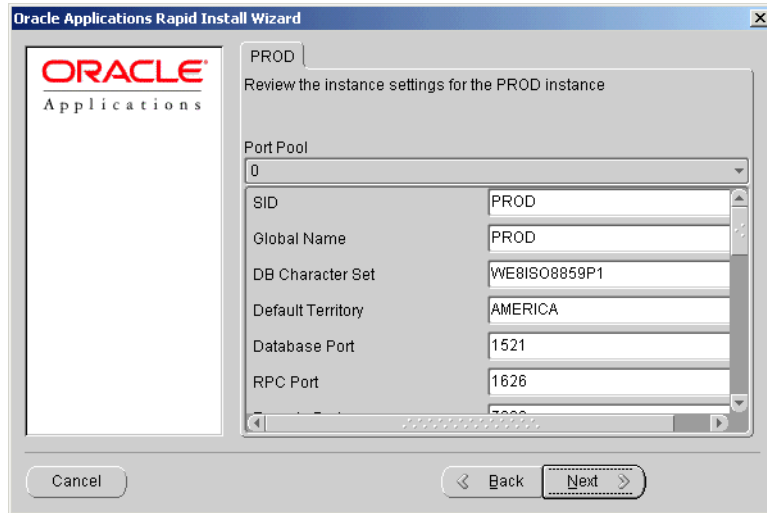 Oracle Applications Rapid Install Wizard
ORACLE
Applications
PROD
Review the instance settings for the PROD instance
Port Pool
0
SID PROD
Global Name PROD
DB Character Set WE8ISO8859P1
Default Territory AMERICA
Database Port 1521
RPC Port 1626
Cancel Back Next